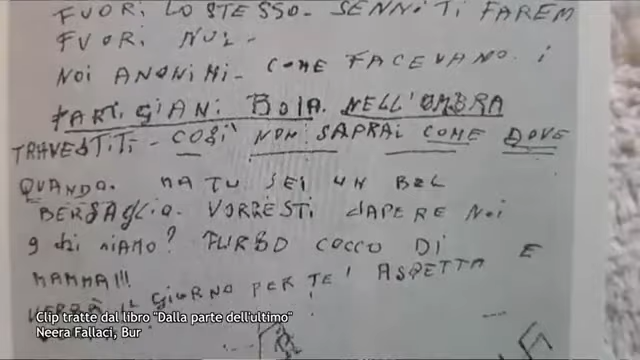 FUORI LO STESSO. SENNÒ TI FAREM
FUORI NUI-
NOI ANONIMI- COME FACEVANO. i
PARTIGIANI BOIA. NELL'OMBRA
TRAVESTITI- COSI' NON SAPRAI COME DOVE
QUANDO. MA TU SEI UN BEL
BERSAGLIO. VORRESTI SAPERE NOI
chi siAMO? FURBO COCCO DI
MAMMA!!! ASPETTA E
VERRÀ IL GIORNO PER TE!
Clip tratte dal libro "Dalla parte dell'ultimo"
Neera Fallaci, Bur